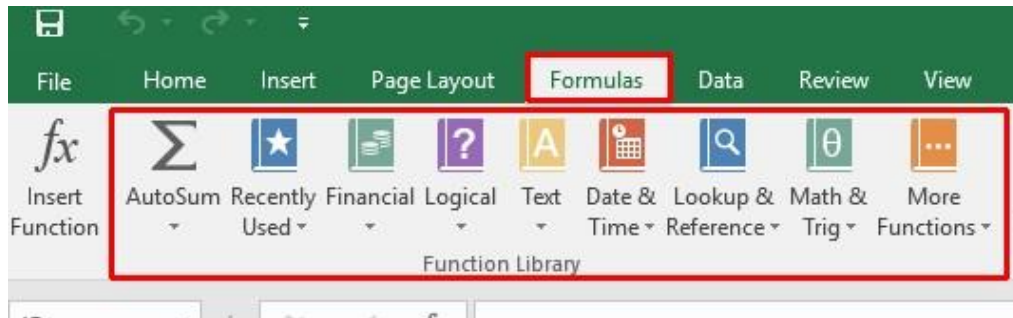 File Home Insert Page Layout Formulas Data Review View
fx Σ ? A θ
Insert AutoSum Recently Financial Logical Text Date & Lookup & Math & More
Function Used Time Reference Trig Functions
Function Library